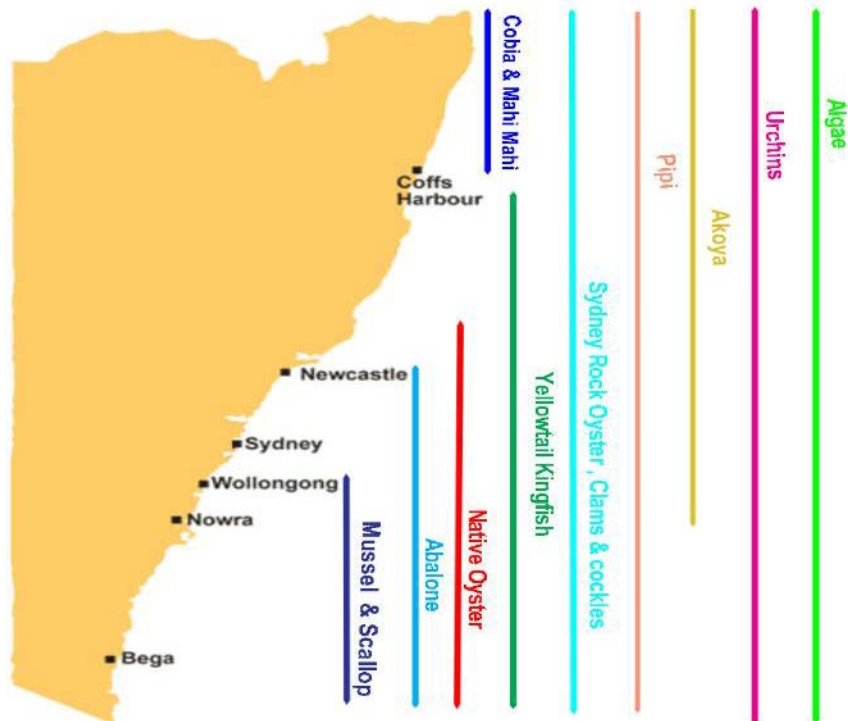 Coffs
Harbour
Newcastle
Sydney
Wollongong
Nowra
Bega
Mussel & Scallop
Abalone
Native Oyster
Cobia & Mahi Mahi
Yellowtail Kingfish
Sydney Rock Oyster , Clams & cockles
Pipi
Akoya
Urchins
Algae